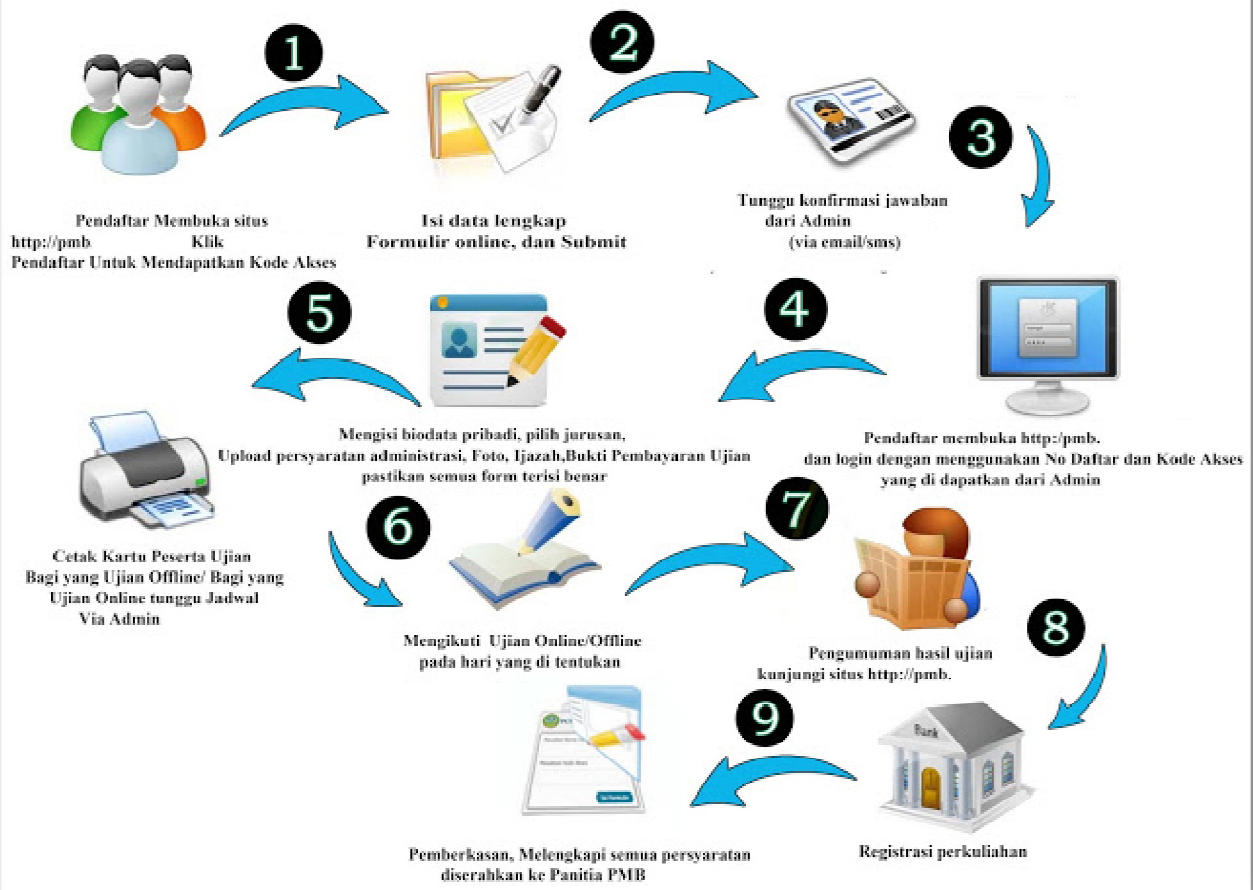 1
2
3
Pendaftar Membuka situs
http://pmb Klik
Pendaftar Untuk Mendapatkan Kode Akses
Isi data lengkap
Formulir online, dan Submit
Tunggu konfirmasi jawaban
dari Admin
(via email/sms)
4
Pendaftar membuka http:/pmb.
dan login dengan menggunakan No Daftar dan Kode Akses
yang di dapatkan dari Admin
5
Mengisi biodata pribadi, pilih jurusan,
Upload persyaratan administrasi, Foto, Ijazah,Bukti Pembayaran Ujian
pastikan semua form terisi benar
Cetak Kartu Peserta Ujian
Bagi yang Ujian Offline/ Bagi yang
Ujian Online tunggu Jadwal
Via Admin
6
Mengikuti Ujian Online/Offline
pada hari yang di tentukan
7
Pengumuman hasil ujian
kunjungi situs http://pmb.
8
Bank
Registrasi perkuliahan
9
Pemberkasan, Melengkapi semua persyaratan
diserahkan ke Panitia PMB